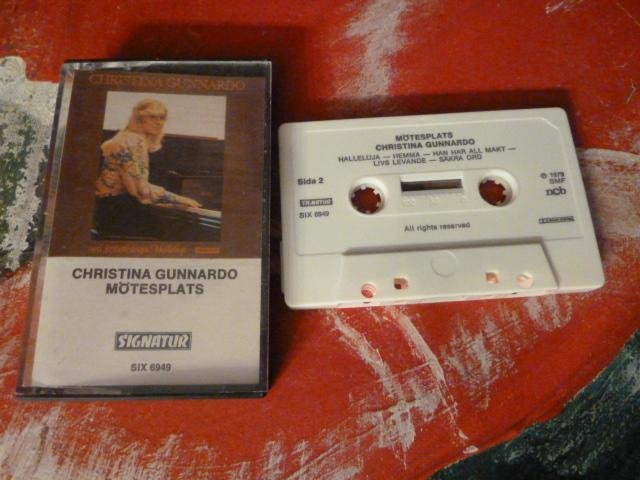 CHRISTINA GUNNARDO
CHRISTINA GUNNARDO
MÖTESPLATS
SIGNATUR
SIX 6949
MÖTESPLATS
CHRISTINA GUNNARDO
HALLELUJA — HEMMA — HAN HAR ALL MAKT —
LIVS LEVANDE — SÄKRA ORD
Sida 2
SIGNATUR
SIX 6949
℗ 1979
SMF
ncb
All rights reserved